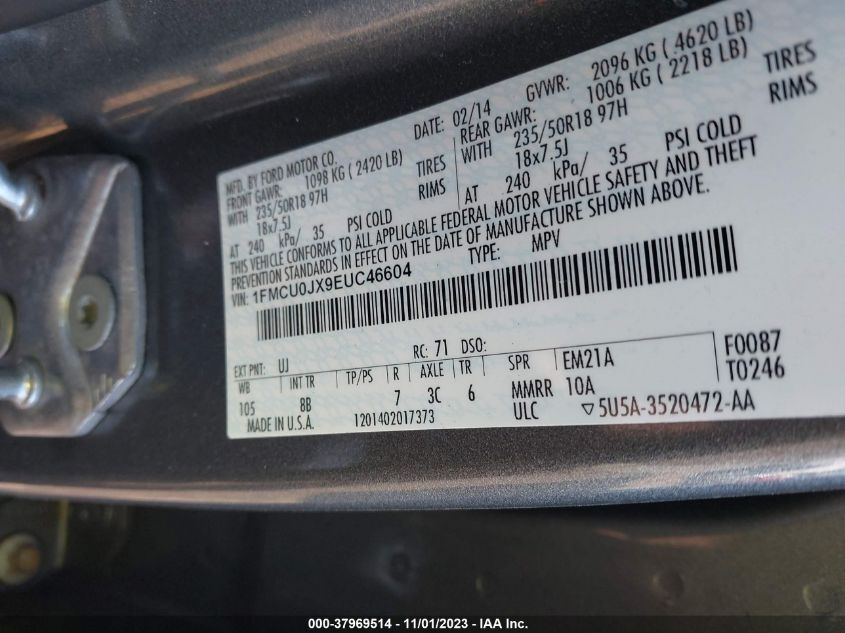 MFD. BY FORD MOTOR CO. DATE: 02/14 GVWR: 2096 KG ( 4620 LB)
FRONT GAWR: 1098 KG ( 2420 LB) REAR GAWR: 1006 KG ( 2218 LB)
WITH 235/50R18 97H TIRES WITH 235/50R18 97H TIRES
18x7.5J RIMS 18x7.5J RIMS
AT 240 kPa/ 35 PSI COLD AT 240 kPa/ 35 PSI COLD
THIS VEHICLE CONFORMS TO ALL APPLICABLE FEDERAL MOTOR VEHICLE SAFETY AND THEFT
PREVENTION STANDARDS IN EFFECT ON THE DATE OF MANUFACTURE SHOWN ABOVE.
VIN: 1FMCU0JX9EUC46604 TYPE: MPV
EXT PNT: UJ RC: 71 DSO: F0087
WB INT TR TP/PS R AXLE TR SPR EM21A T0246
105 8B 7 3C 6 MMRR 10A
MADE IN U.S.A. 1201402017373 ULC ▽5U5A-3520472-AA
000-37969514 - 11/01/2023 - IAA Inc.